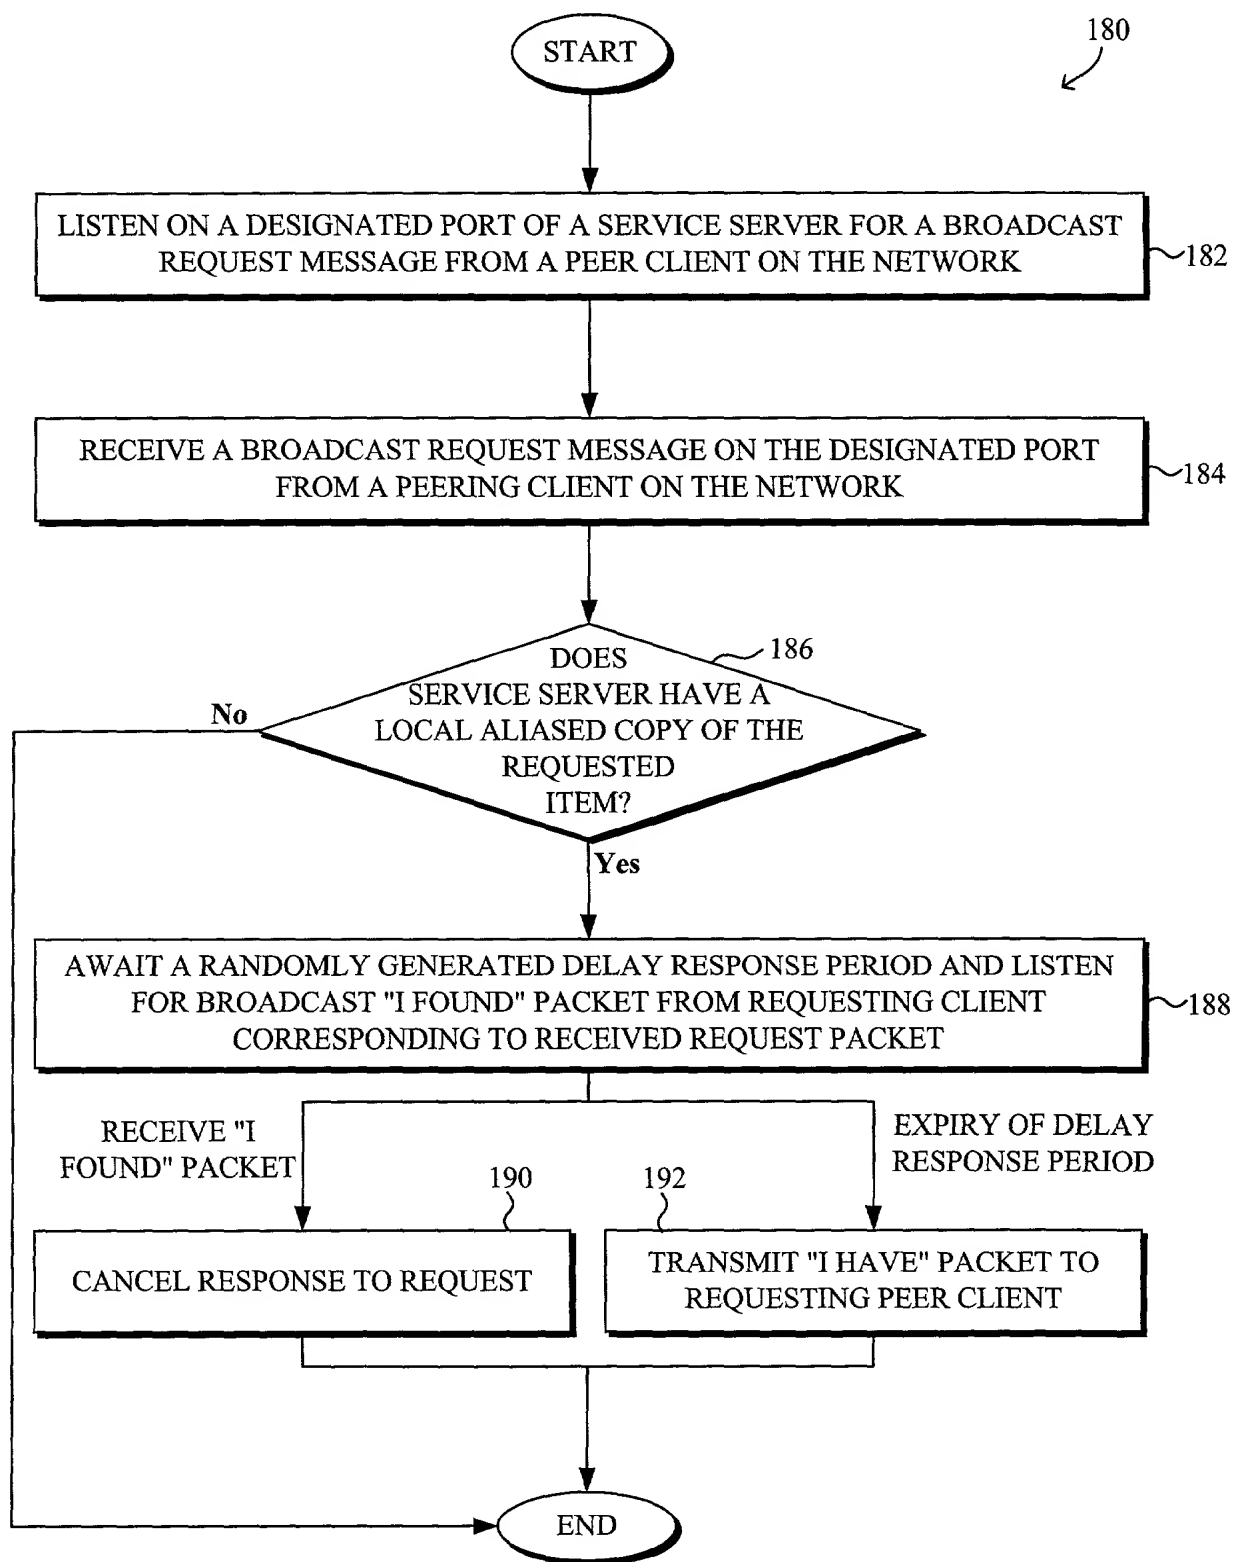 START
180
LISTEN ON A DESIGNATED PORT OF A SERVICE SERVER FOR A BROADCAST
REQUEST MESSAGE FROM A PEER CLIENT ON THE NETWORK
182
RECEIVE A BROADCAST REQUEST MESSAGE ON THE DESIGNATED PORT
FROM A PEERING CLIENT ON THE NETWORK
184
186
DOES
SERVICE SERVER HAVE A
LOCAL ALIASED COPY OF THE
REQUESTED
ITEM?
No
Yes
AWAIT A RANDOMLY GENERATED DELAY RESPONSE PERIOD AND LISTEN
FOR BROADCAST "I FOUND" PACKET FROM REQUESTING CLIENT
CORRESPONDING TO RECEIVED REQUEST PACKET
188
RECEIVE "I
FOUND" PACKET
EXPIRY OF DELAY
RESPONSE PERIOD
190
192
CANCEL RESPONSE TO REQUEST
TRANSMIT "I HAVE" PACKET TO
REQUESTING PEER CLIENT
END